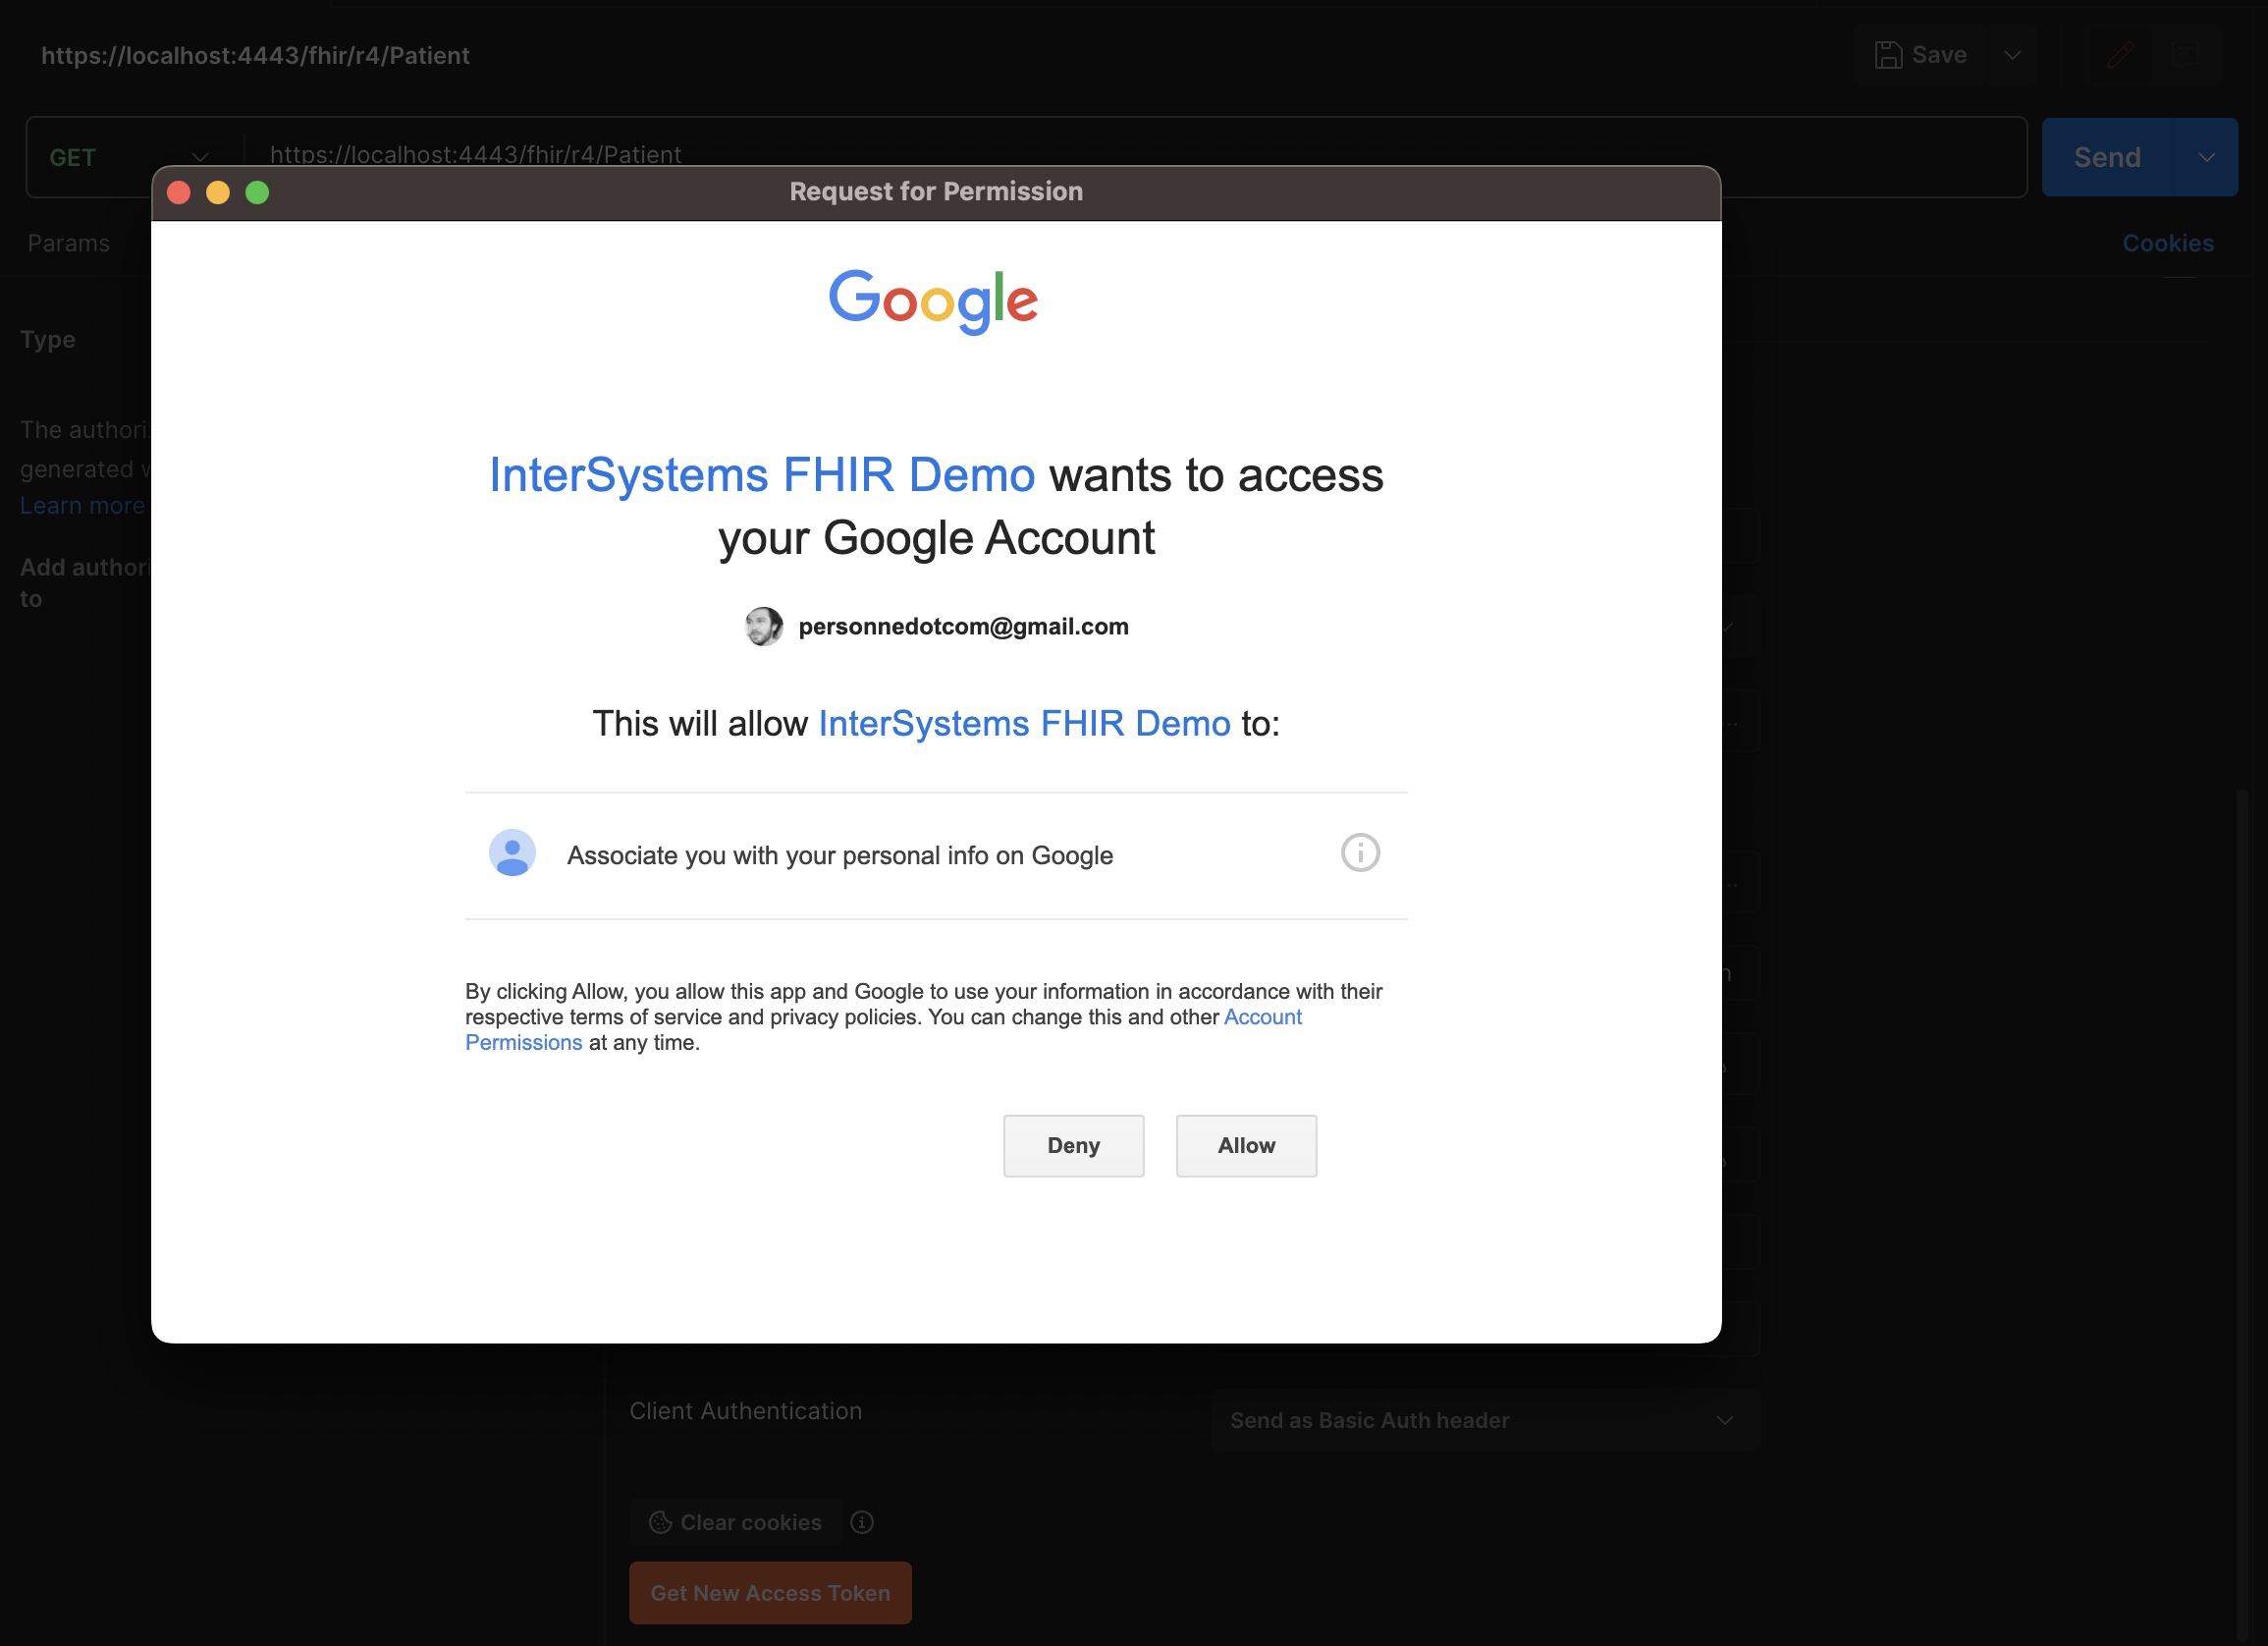 https://localhost:4443/fhir/r4/Patient
Save
GET
https://localhost:4443/fhir/r4/Patient
Send
Request for Permission
Params
Cookies
Google
Type
The authori
generated
Learn more
Add authori
to
InterSystems FHIR Demo wants to access
your Google Account
personnedotcom@gmail.com
This will allow InterSystems FHIR Demo to:
Associate you with your personal info on Google
By clicking Allow, you allow this app and Google to use your information in accordance with their
respective terms of service and privacy policies. You can change this and other Account
Permissions at any time.
Deny
Allow
Client Authentication
Send as Basic Auth header
Clear cookies
Get New Access Token